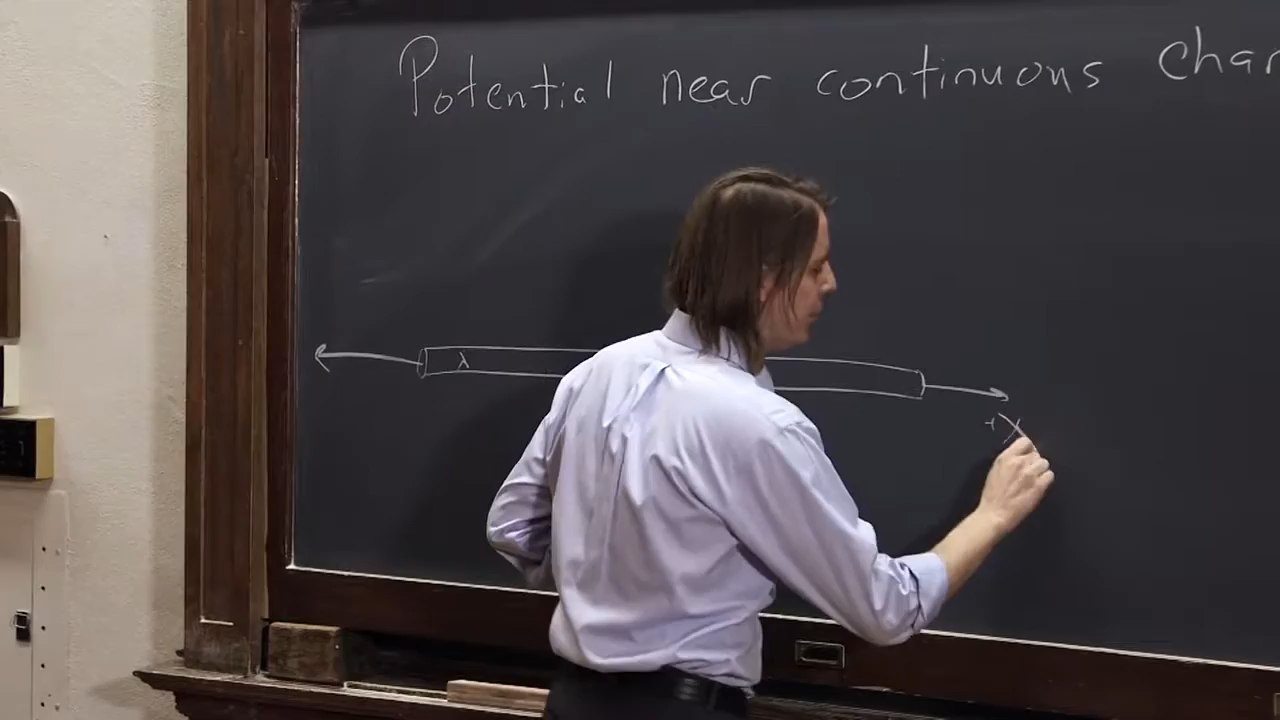 Potential near continuous char
λ
+x